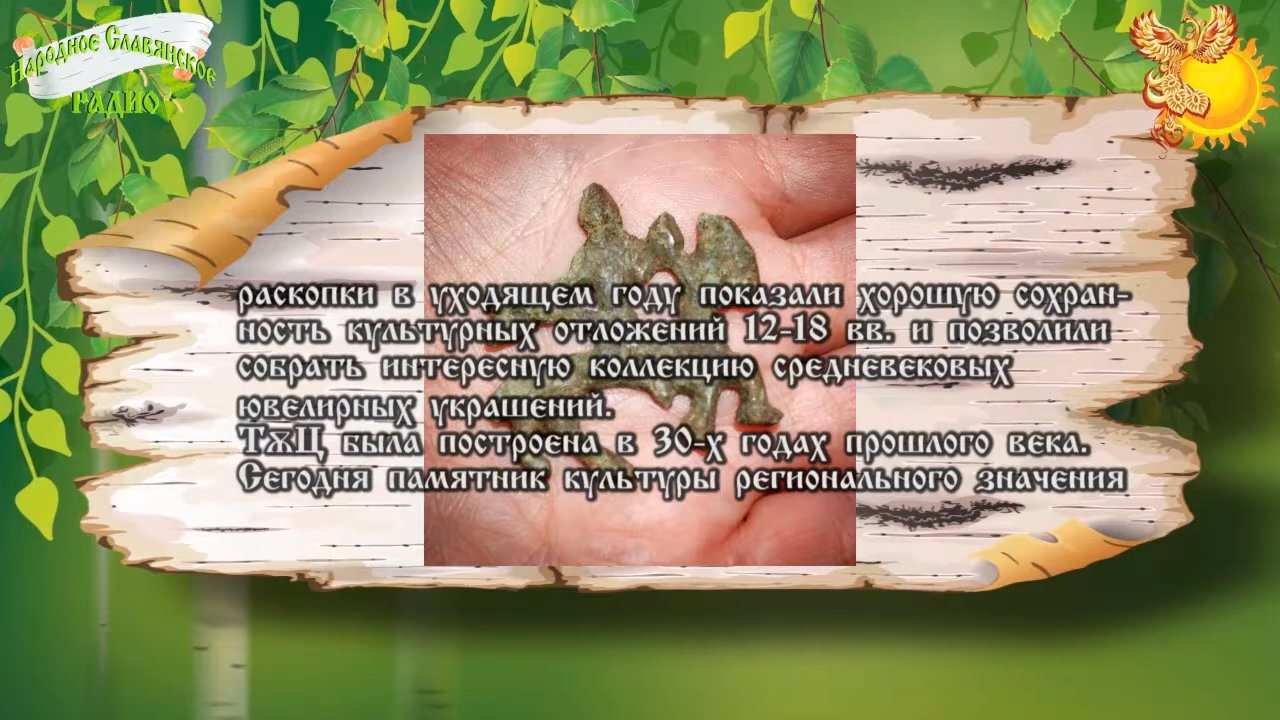 Народное Славянское
РАДИО
раскопки в уходящем году показали хорошую сохран-
ность культурных отложений 12-18 вв. и позволили
собрать интересную коллекцию средневековых
ювелирных украшений.
ТѪЦ была построена в 30-х годах прошлого века.
Сегодня памятник культуры регионального значения